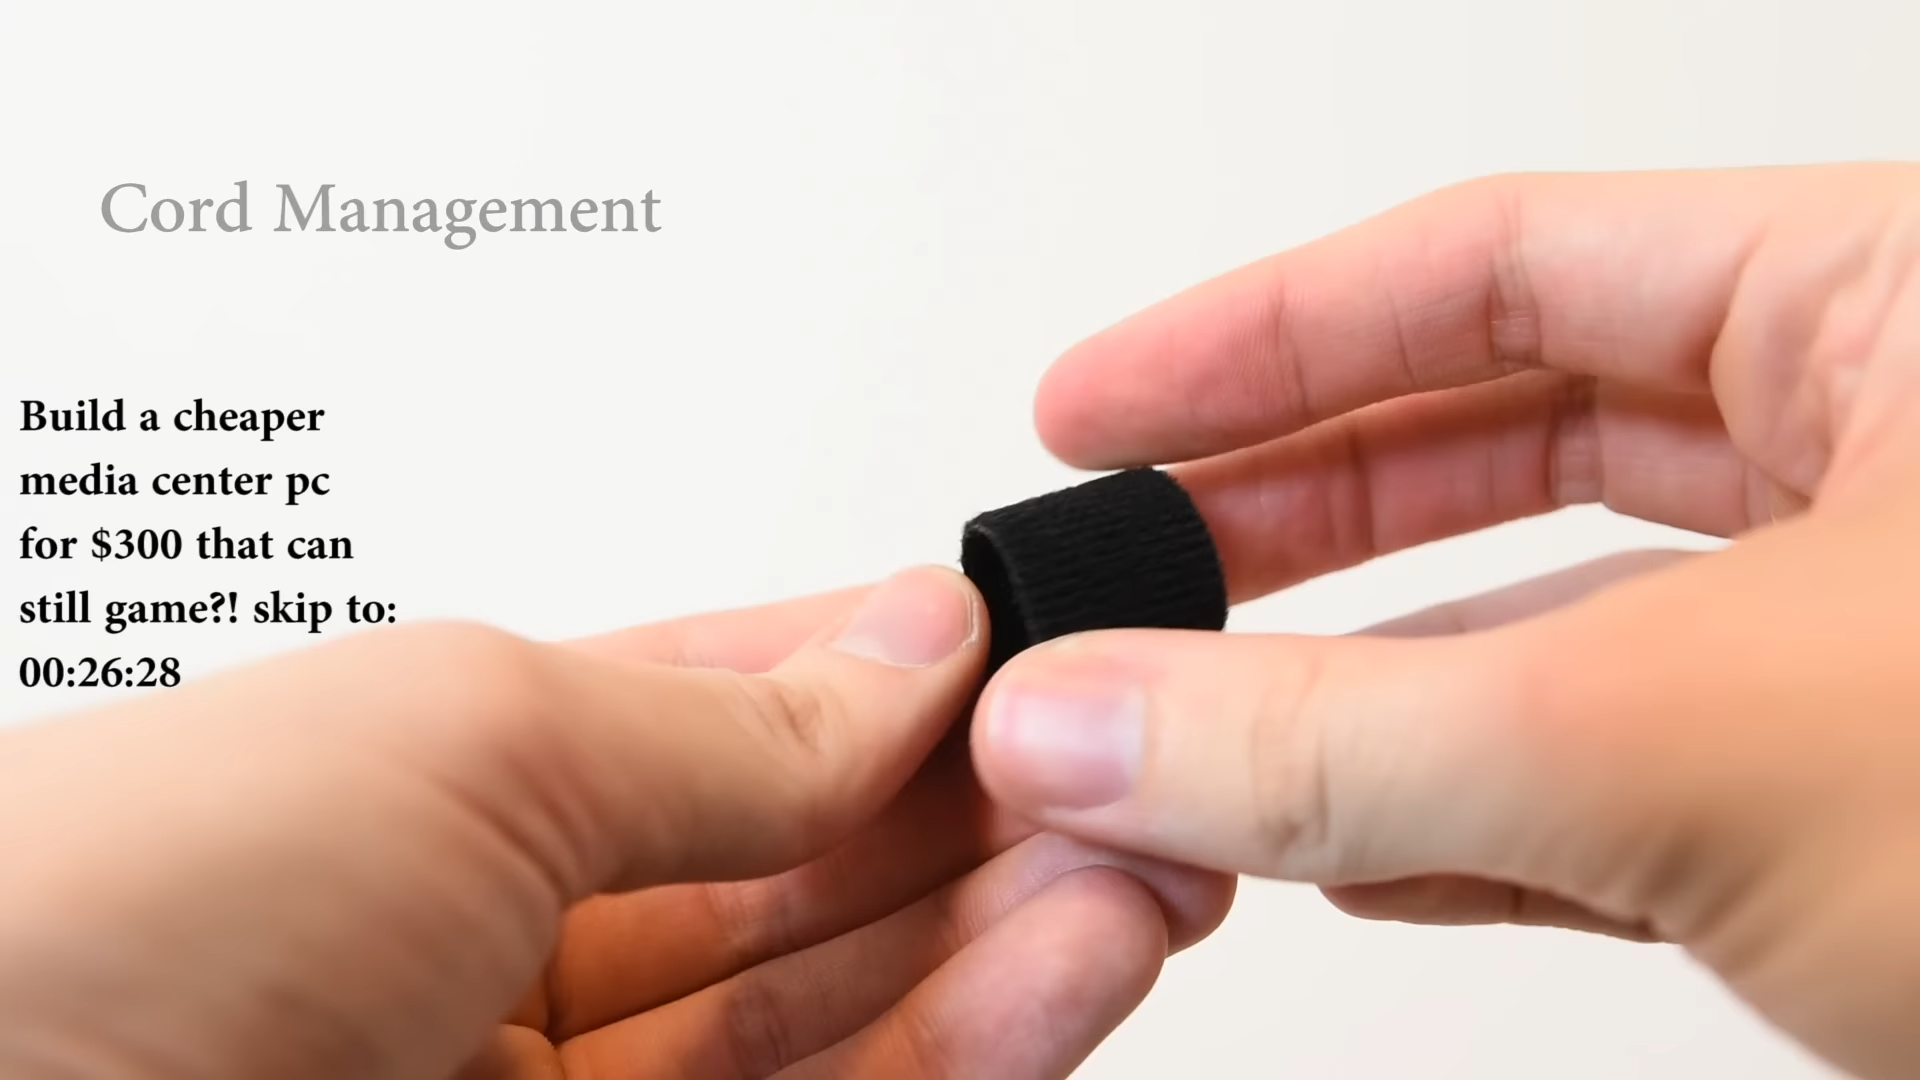 Cord Management
Build a cheaper
media center pc
for $300 that can
still game?! skip to:
00:26:28